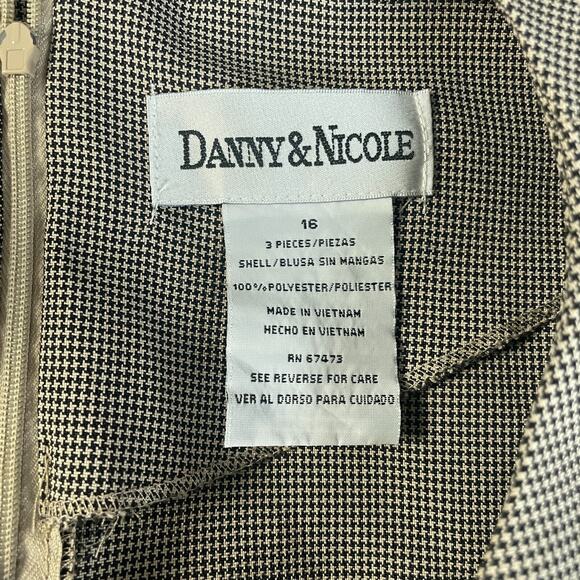 DANNY & NICOLE
16
3 PIECES/PIEZAS
SHELL/BLUSA SIN MANGAS
100% POLYESTER/POLIESTER
MADE IN VIETNAM
HECHO EN VIETNAM
RN 67473
SEE REVERSE FOR CARE
VER AL DORSO PARA CUIDADO